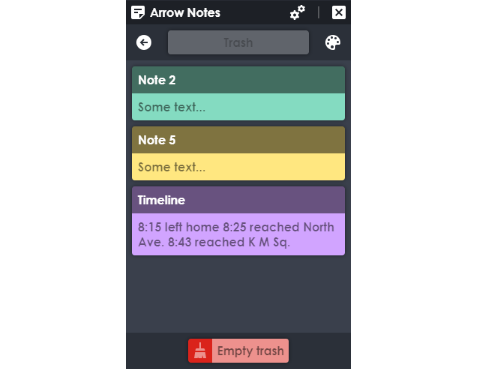 Arrow Notes
Trash
Note 2
Some text...
Note 5
Some text...
Timeline
8:15 left home 8:25 reached North
Ave. 8:43 reached K M Sq.
Empty trash